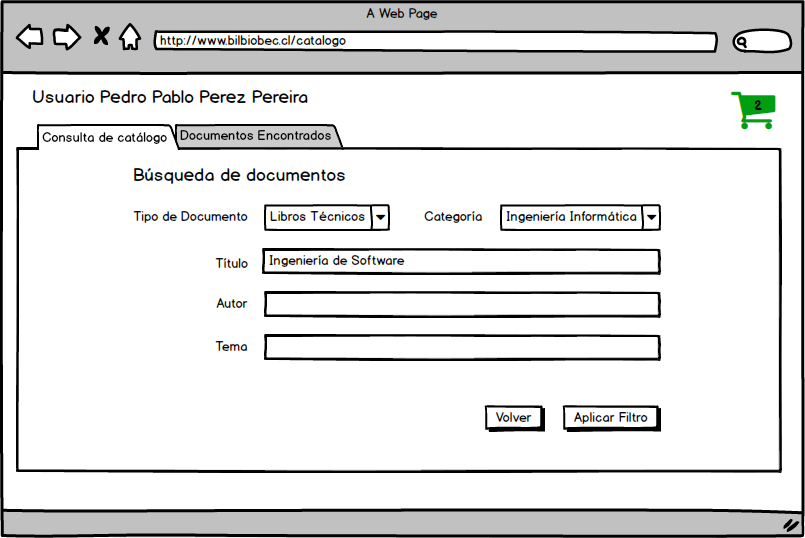 A Web Page
http://www.bilbiobec.cl/catalogo
Usuario Pedro Pablo Perez Pereira
2
Consulta de catálogo
Documentos Encontrados
Búsqueda de documentos
Tipo de Documento
Libros Técnicos
Categoría
Ingeniería Informática
Título
Ingeniería de Software
Autor
Tema
Volver
Aplicar Filtro